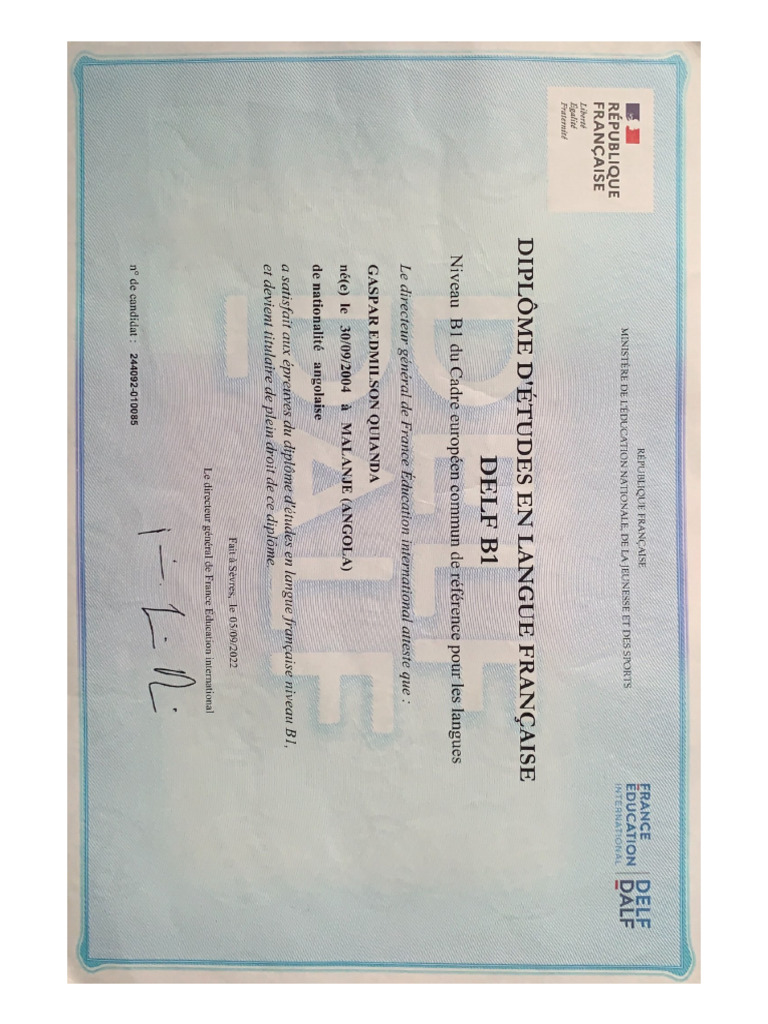 RÉPUBLIQUE
FRANÇAISE
Liberté
Égalité
Fraternité
RÉPUBLIQUE FRANÇAISE
MINISTÈRE DE L'ÉDUCATION NATIONALE, DE LA JEUNESSE ET DES SPORTS
FRANCE
EDUCATION
INTERNATIONAL
DELF
DALF
DIPLÔME D'ÉTUDES EN LANGUE FRANÇAISE
DELF B1
Niveau B1 du Cadre européen commun de référence pour les langues
Le directeur général de France Éducation international atteste que :
GASPAR EDMILSON QUIANDA
né(e) le 30/09/2004 à MALANJE (ANGOLA)
de nationalité angolaise
a satisfait aux épreuves du diplôme d'études en langue française niveau B1,
et devient titulaire de plein droit de ce diplôme.
Fait à Sèvres, le 05/09/2022
Le directeur général de France Éducation international
n° de candidat : 244092-010085
DELF
DALF